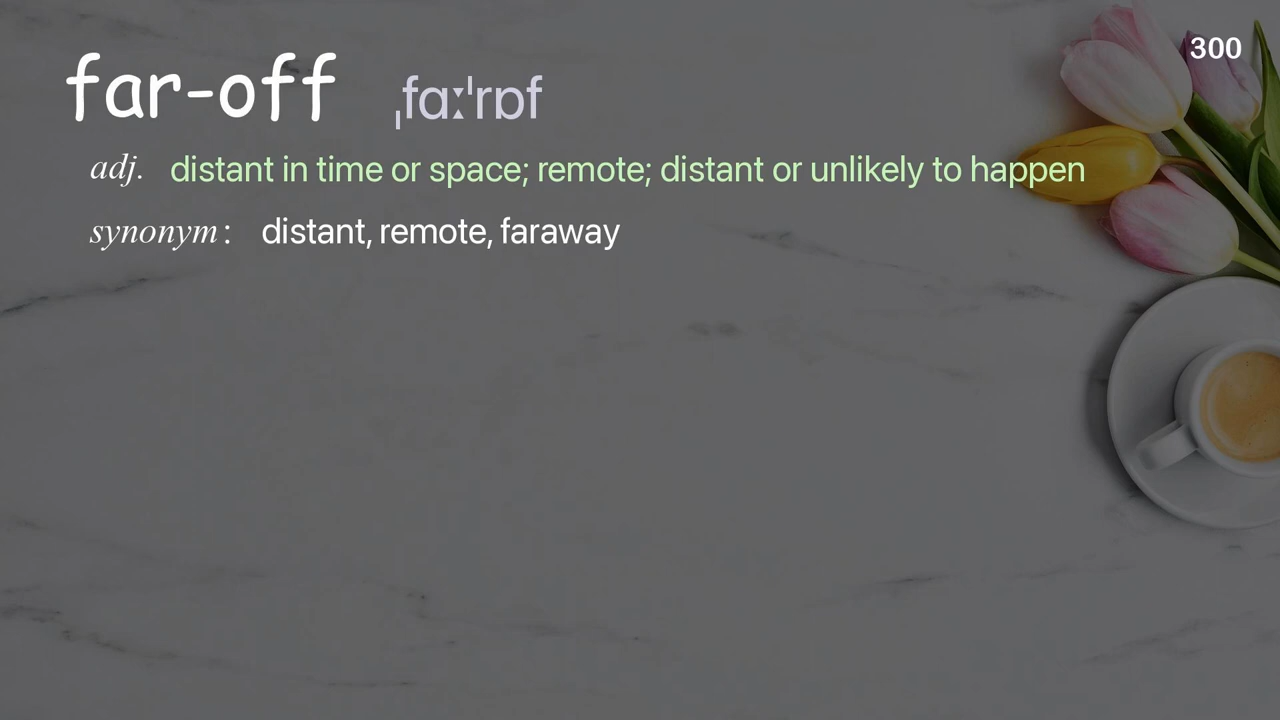 300
far-off ˌfɑːˈrɒf
adj. distant in time or space; remote; distant or unlikely to happen
synonym: distant, remote, faraway